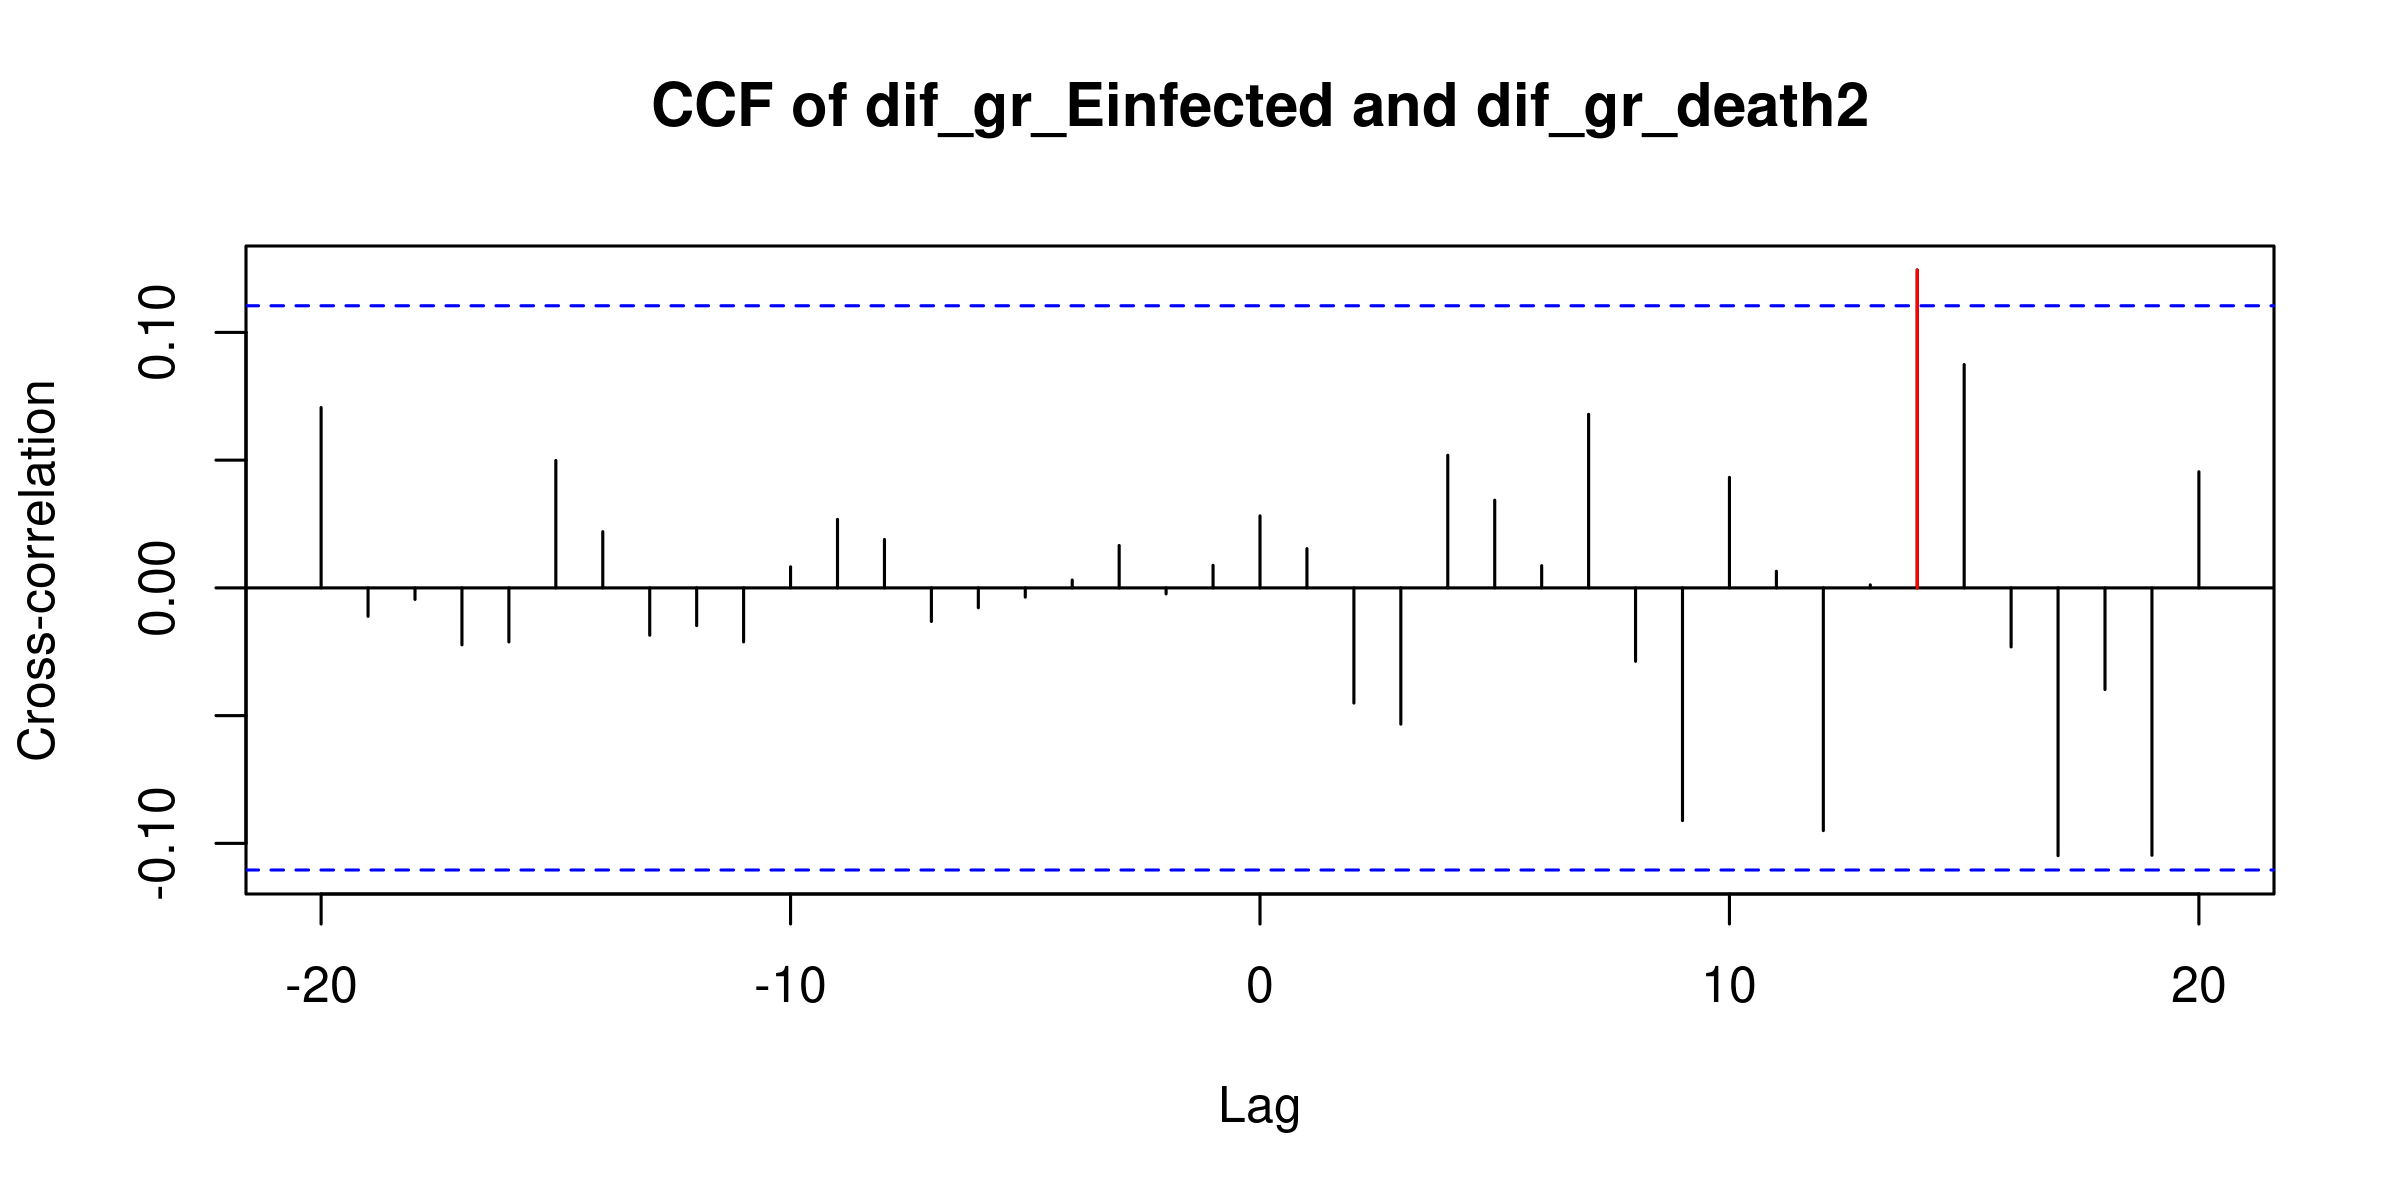 CCF of dif_gr_Einfected and dif_gr_death2
Cross-correlation
0.10
0.00
-0.10
-20 -10 0 10 20
Lag